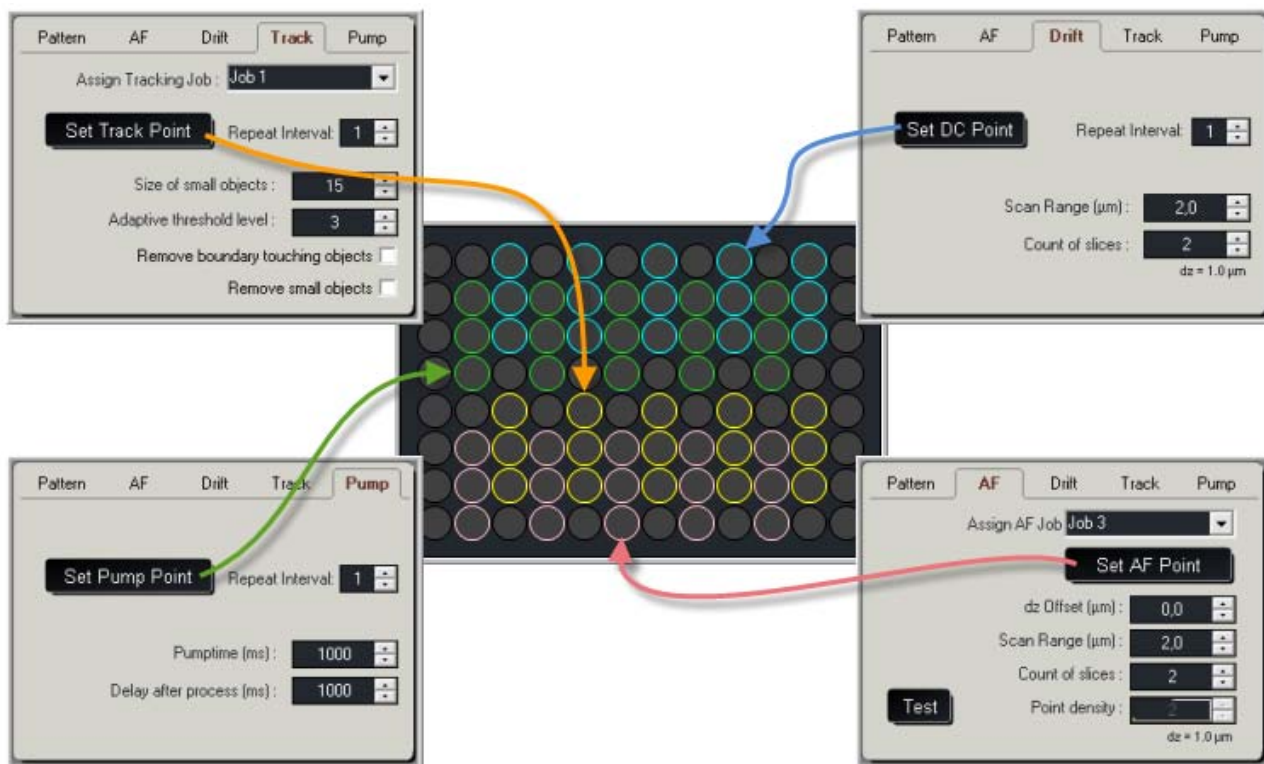 Pattern AF Drift Track Pump
Assign Tracking Job : Job 1
Set Track Point Repeat Interval: 1
Size of small objects : 15
Adaptive threshold level : 3
Remove boundary touching objects
Remove small objects
Pattern AF Drift Track Pump
Set DC Point Repeat Interval: 1
Scan Range (µm) : 2,0
Count of slices : 2
dz = 1.0 µm
Pattern AF Drift Track Pump
Set Pump Point Repeat Interval: 1
Pumptime (ms) : 1000
Delay after process (ms) : 1000
Pattern AF Drift Track Pump
Assign AF Job Job 3
Set AF Point
dz Offset (µm) : 0,0
Scan Range (µm) : 2,0
Count of slices : 2
Test Point density : 2
dz = 1.0 µm